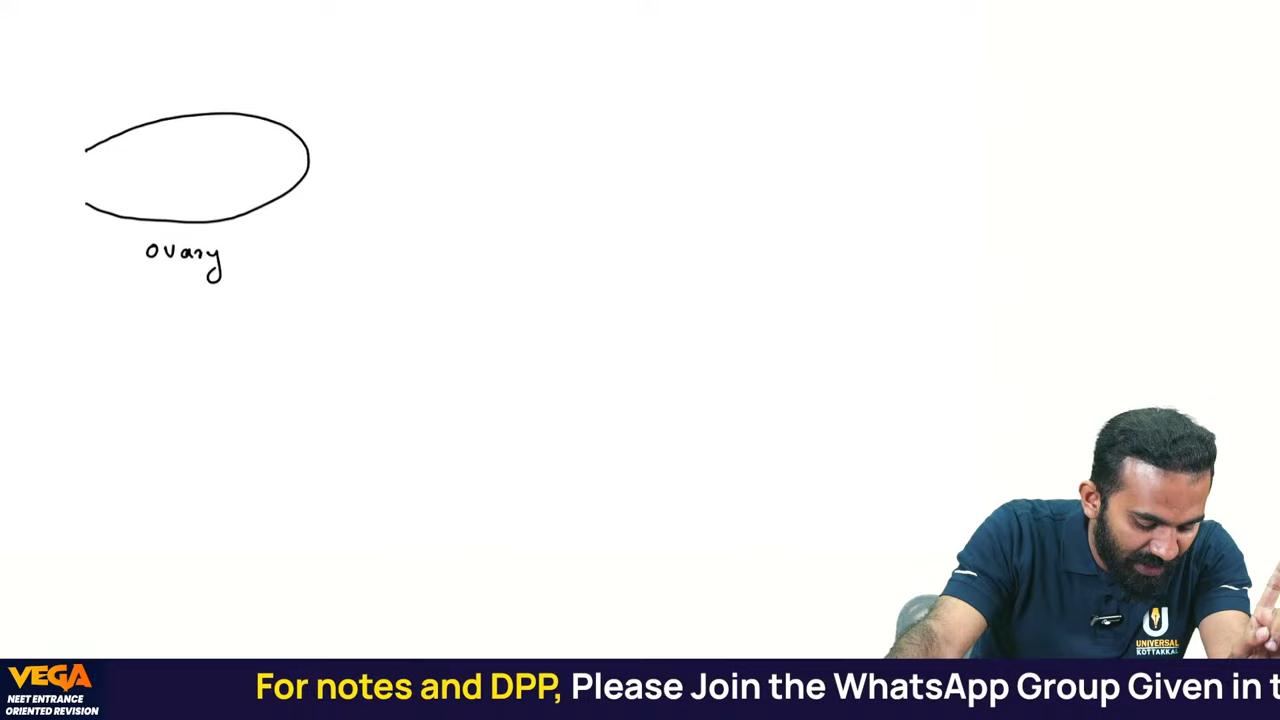 ovary
U
UNIVERSAL
KOTTAKKAL
VEGA
NEET ENTRANCE
ORIENTED REVISION
For notes and DPP, Please Join the WhatsApp Group Given in t